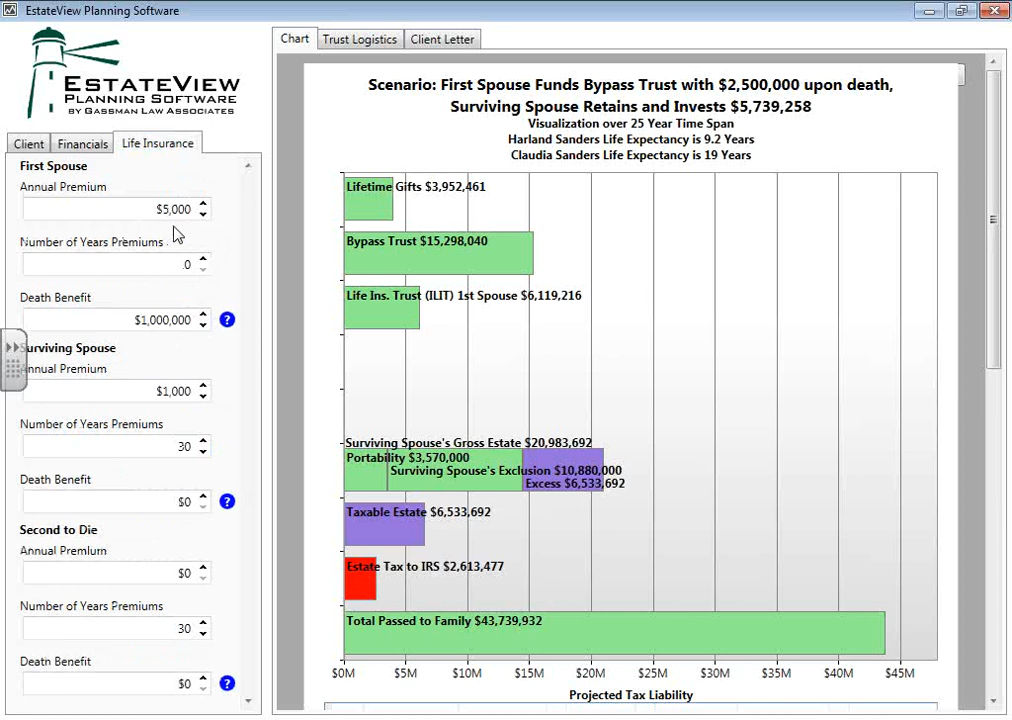 EstateView Planning Software
ESTATEVIEW
PLANNING SOFTWARE
BY GASSMAN LAW ASSOCIATES
Client
Financials
Life Insurance
First Spouse
Annual Premium
$5,000
Number of Years Premiums
0
Death Benefit
$1,000,000
?
urviving Spouse
nnual Premium
$1,000
Number of Years Premiums
30
Death Benefit
$0
?
Second to Die
Annual Premlurn
$0
Number of Years Premiums
30
Death Benefit
$0
?
Chart
Trust Logistics
Client Letter
Scenario: First Spouse Funds Bypass Trust with $2,500,000 upon death,
Surviving Spouse Retains and Invests $5,739,258
Visualization over 25 Year Time Span
Harland Sanders Life Expectancy is 9.2 Years
Claudia Sanders Life Expectancy is 19 Years
Lifetime Gifts $3,952,461
Bypass Trust $15,298,040
Life Ins. Trust (ILIT) 1st Spouse $6,119,216
Surviving Spouse's Gross Estate $20,983,692
Portability $3,570,000
Surviving Spouse's Exclusion $10,880,000
Excess $6,533,692
Taxable Estate $6,533,692
Estate Tax to IRS $2,613,477
Total Passed to Family $43,739,932
$0M $5M $10M $15M $20M $25M $30M $35M $40M $45M
Projected Tax Liability